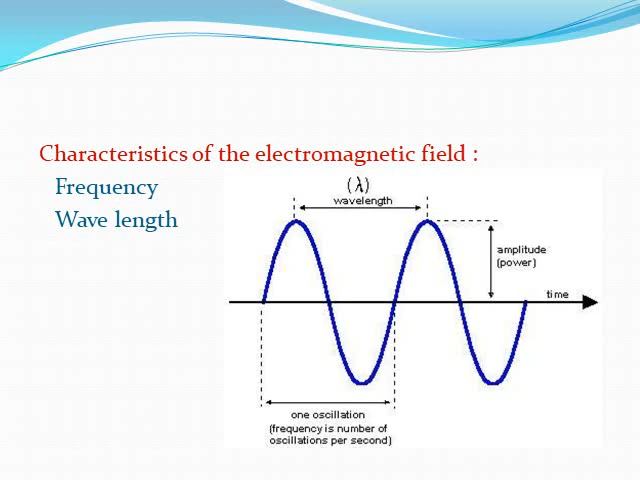 Characteristics of the electromagnetic field :
Frequency
Wave length
(λ)
wavelength
amplitude
(power)
time
one oscillation
(frequency is number of
oscillations per second)